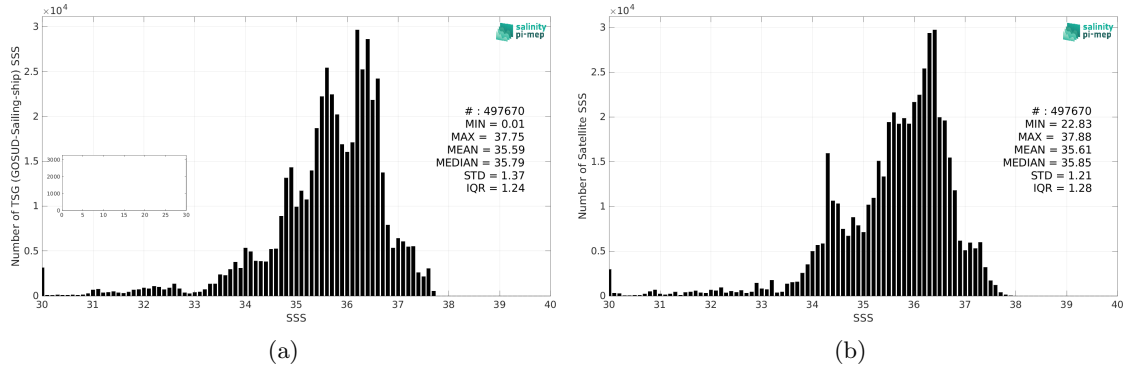 ×10⁴
3
2.5
2
1.5
1
0.5
0
Number of TSG (GOSUD-Sailing-ship) SSS
salinity
pi-mep
# : 497670
MIN = 0.01
MAX = 37.75
MEAN = 35.59
MEDIAN = 35.79
STD = 1.37
IQR = 1.24
3000
2000
1000
0
0 5 10 15 20 25 30
30 31 32 33 34 35 36 37 38 39 40
SSS
(a)
×10⁴
3
2.5
2
1.5
1
0.5
0
Number of Satellite SSS
salinity
pi-mep
# : 497670
MIN = 22.83
MAX = 37.88
MEAN = 35.61
MEDIAN = 35.85
STD = 1.21
IQR = 1.28
30 31 32 33 34 35 36 37 38 39 40
SSS
(b)